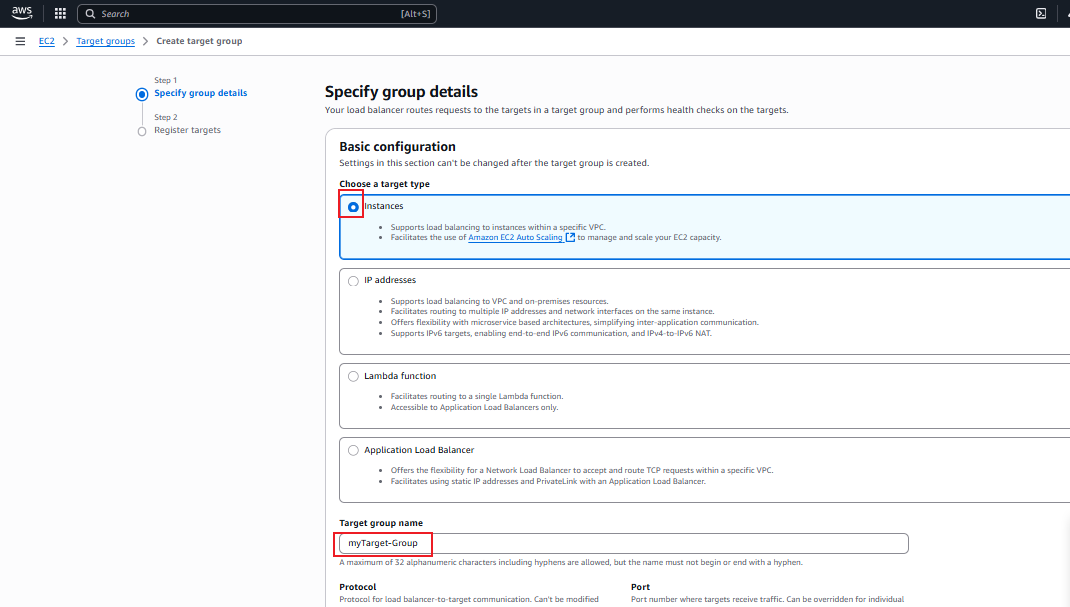 aws
Search [Alt+S]
EC2 > Target groups > Create target group
Step 1
Specify group details
Step 2
Register targets
Specify group details
Your load balancer routes requests to the targets in a target group and performs health checks on the targets.
Basic configuration
Settings in this section can't be changed after the target group is created.
Choose a target type
Instances
• Supports load balancing to instances within a specific VPC.
• Facilitates the use of Amazon EC2 Auto Scaling to manage and scale your EC2 capacity.
IP addresses
• Supports load balancing to VPC and on-premises resources.
• Facilitates routing to multiple IP addresses and network interfaces on the same instance.
• Offers flexibility with microservice based architectures, simplifying inter-application communication.
• Supports IPv6 targets, enabling end-to-end IPv6 communication, and IPv4-to-IPv6 NAT.
Lambda function
• Facilitates routing to a single Lambda function.
• Accessible to Application Load Balancers only.
Application Load Balancer
• Offers the flexibility for a Network Load Balancer to accept and route TCP requests within a specific VPC.
• Facilitates using static IP addresses and PrivateLink with an Application Load Balancer.
Target group name
myTarget-Group
A maximum of 32 alphanumeric characters including hyphens are allowed, but the name must not begin or end with a hyphen.
Protocol
Protocol for load balancer-to-target communication. Can't be modified
Port
Port number where targets receive traffic. Can be overridden for individual